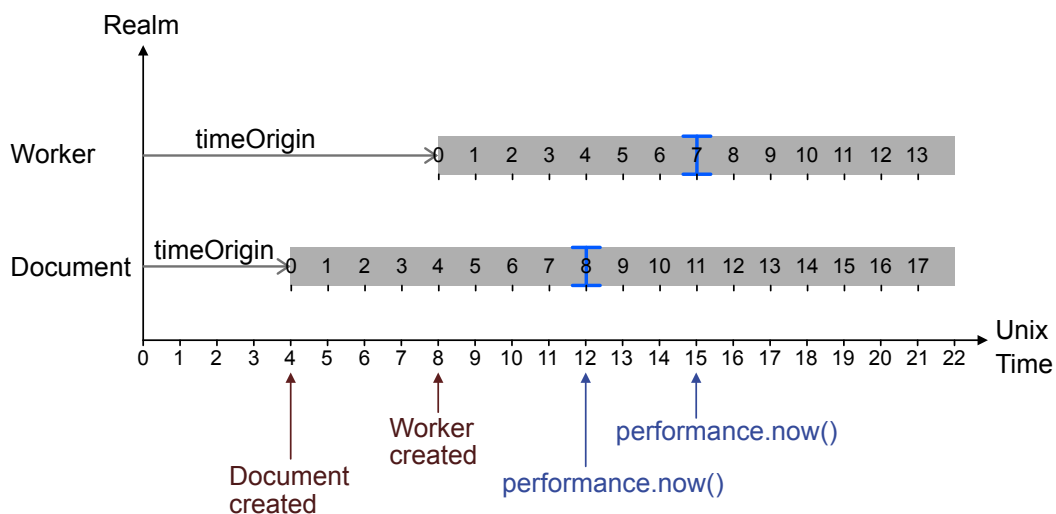 Realm
timeOrigin
Worker
0 1 2 3 4 5 6 7 8 9 10 11 12 13
timeOrigin
Document
0 1 2 3 4 5 6 7 8 9 10 11 12 13 14 15 16 17
Unix
Time
0 1 2 3 4 5 6 7 8 9 10 11 12 13 14 15 16 17 18 19 20 21 22
Worker
created
performance.now()
Document
created
performance.now()